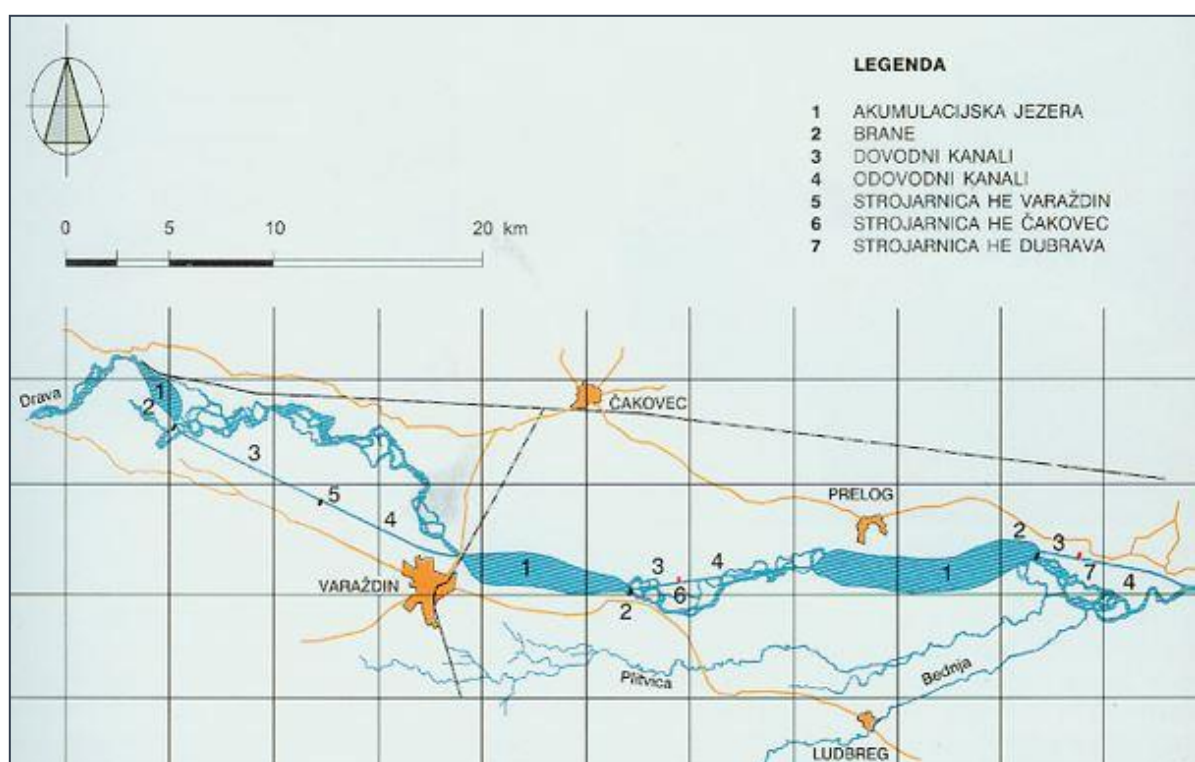 LEGENDA
1 AKUMULACIJSKA JEZERA
2 BRANE
3 DOVODNI KANALI
4 ODOVODNI KANALI
5 STROJARNICA HE VARAŽDIN
6 STROJARNICA HE ČAKOVEC
7 STROJARNICA HE DUBRAVA
0 5 10 20 km
Drava
1
2
ČAKOVEC
3
5
4
PRELOG
VARAŽDIN
1
2
3
6
4
1
2
3
7
4
Plitvica
Bednja
LUDBREG